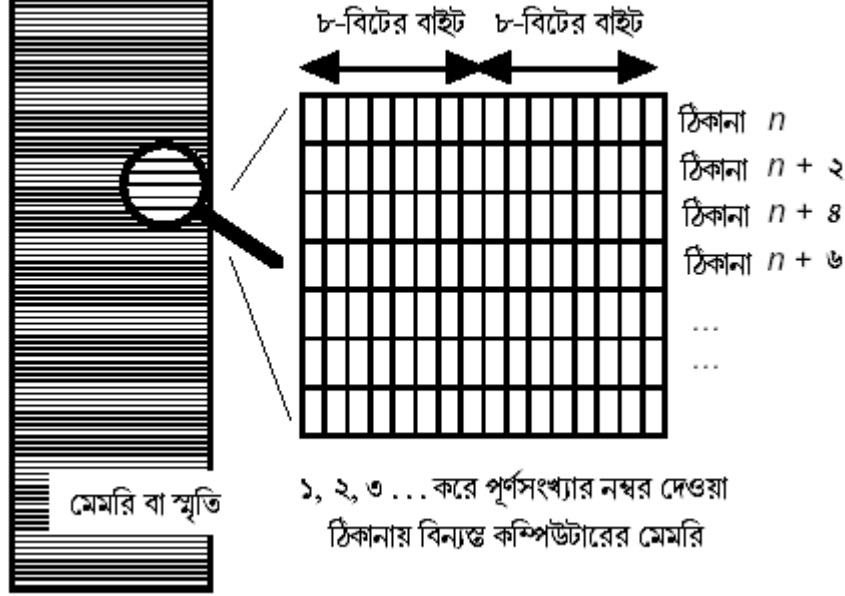 ৮-বিটের বাইট ৮-বিটের বাইট
ঠিকানা n
ঠিকানা n + ২
ঠিকানা n + ৪
ঠিকানা n + ৬
...
...
মেমরি বা স্মৃতি
১, ২, ৩ ... করে পূর্ণসংখ্যার নম্বর দেওয়া
ঠিকানায় বিন্যস্ত কম্পিউটারের মেমরি